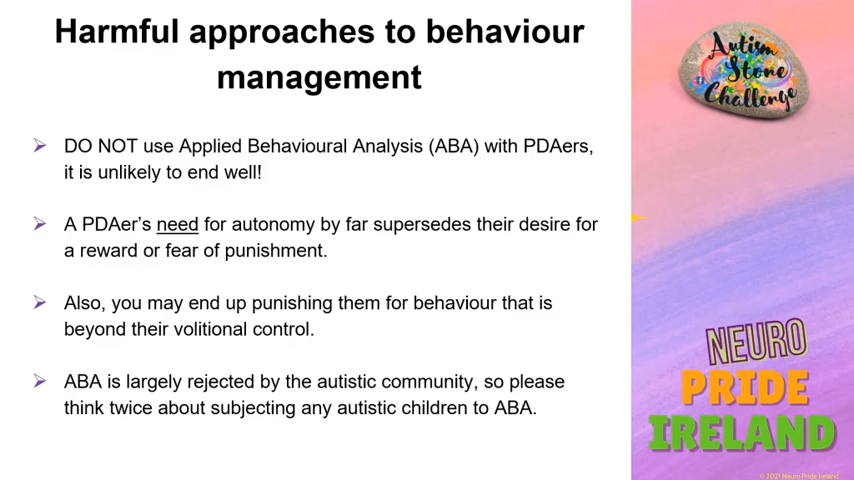 Harmful approaches to behaviour
management
DO NOT use Applied Behavioural Analysis (ABA) with PDAers,
it is unlikely to end well!
A PDAer's need for autonomy by far supersedes their desire for
a reward or fear of punishment.
Also, you may end up punishing them for behaviour that is
beyond their volitional control.
ABA is largely rejected by the autistic community, so please
think twice about subjecting any autistic children to ABA.
Autism
Stone
Challenge
NEURO
PRIDE
IRELAND
© 2021 Neuro Pride Ireland